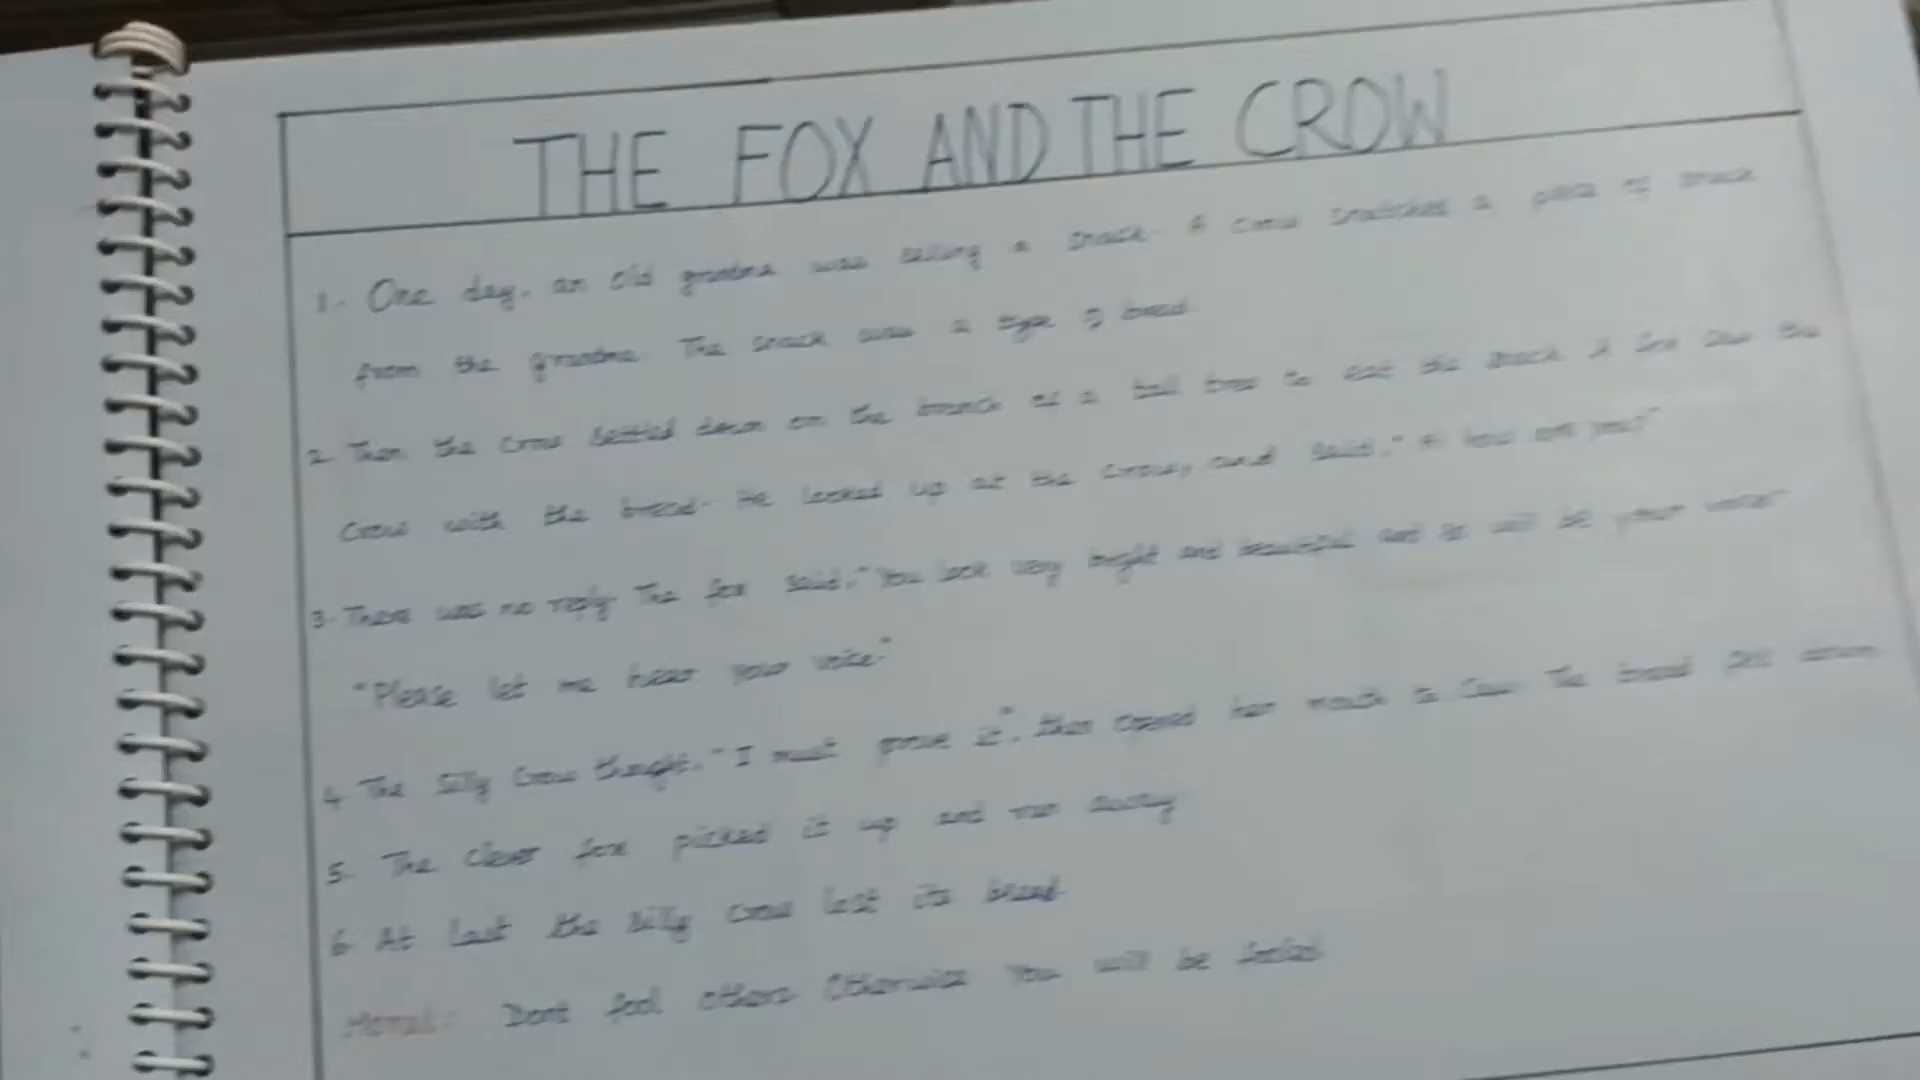 THE FOX AND THE CROW
1. One day, an old grandma was selling a snack. A crow snatched a piece of snack
from the grandma. The snack was a type of bread.
2. Then the crow settled down on the branch of a tall tree to eat the snack. A fox saw the
crow with the bread. He looked up at the crow, and said, " how are you?"
3. There was no reply. The fox said, "You look very bright and beautiful and so will be your voice"
"Please let me hear your voice."
4. The silly crow thought, "I must prove it", then opened her mouth to caw. The bread fell down
5. The clever fox picked it up and ran away
6. At last the silly crow lost its bread.
Moral: Dont fool others Otherwise You will be fooled